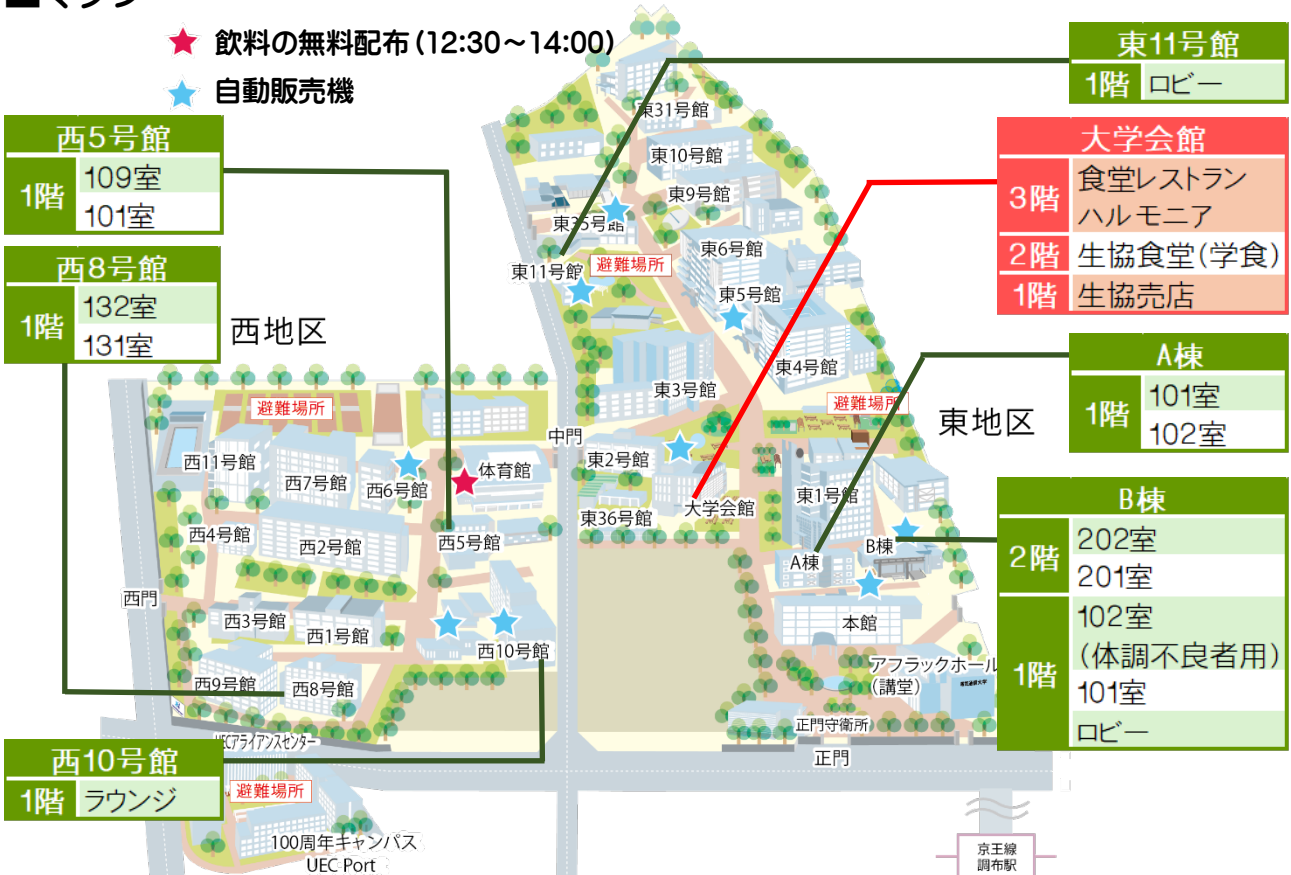 ■マップ
飲料の無料配布(12:30～14:00)
自動販売機
西5号館
1階
109室
101室
西8号館
1階
132室
131室
西地区
西10号館
1階
ラウンジ
東11号館
1階
ロビー
大学会館
3階
食堂レストラン
ハルモニア
2階
生協食堂(学食)
1階
生協売店
A棟
1階
101室
102室
東地区
B棟
2階
202室
201室
1階
102室
(体調不良者用)
101室
ロビー
東31号館
東10号館
東9号館
東35号館
東6号館
東11号館
避難場所
東5号館
東4号館
東3号館
避難場所
避難場所
中門
東2号館
体育館
西11号館
西7号館
西6号館
東1号館
大学会館
東36号館
西4号館
西2号館
西5号館
A棟
B棟
西門
西3号館
西1号館
本館
西10号館
西9号館
西8号館
アフラックホール
(講堂)
正門守衛所
UECアライアンスセンター
正門
避難場所
100周年キャンパス
UEC Port
京王線
調布駅